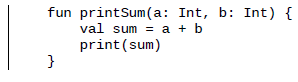 fun printSum(a: Int, b: Int) {
    val sum = a + b
    print(sum)
}